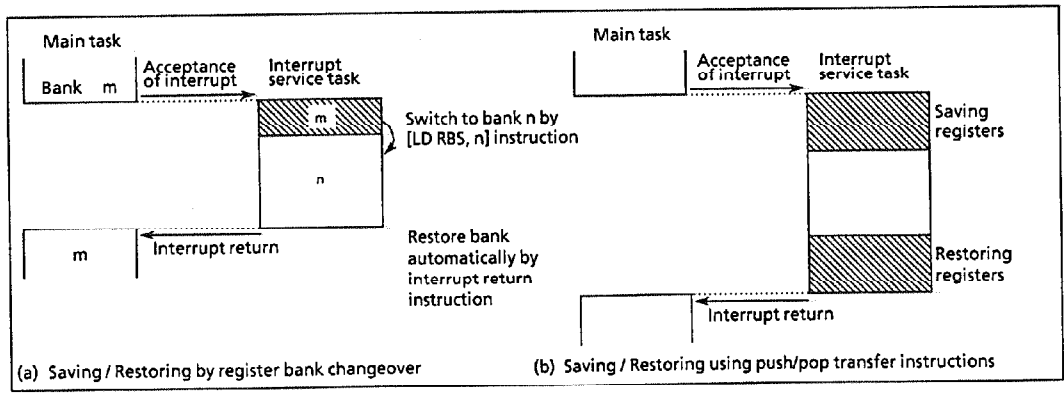 Main task
Bank m
Acceptance
of interrupt
Interrupt
service task
m
Switch to bank n by
[LD RBS, n] instruction
n
Interrupt return
m
Restore bank
automatically by
interrupt return
instruction
(a) Saving / Restoring by register bank changeover
Main task
Acceptance
of interrupt
Interrupt
service task
Saving
registers
Restoring
registers
Interrupt return
(b) Saving / Restoring using push/pop transfer instructions